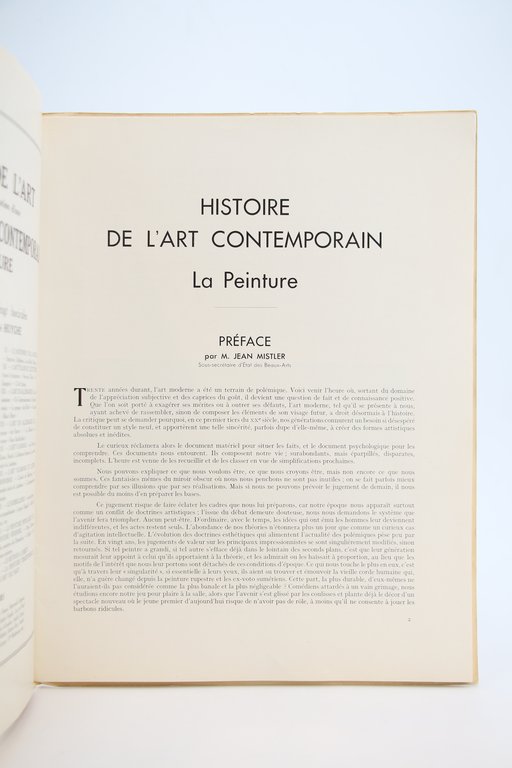 DE L'ART
CONTEMPORAIN
HUYGHE
HISTOIRE
DE L'ART CONTEMPORAIN
La Peinture
PRÉFACE
par M. JEAN MISTLER
Sous-secrétaire d'État des Beaux-Arts
TRENTE années durant, l'art moderne a été un terrain de polémique. Voici venir l'heure où, sortant du domaine
de l'appréciation subjective et des caprices du goût, il devient une question de fait et de connaissance positive.
Que l'on soit porté à exagérer ses mérites ou à outrer ses défauts, l'art moderne, tel qu'il se présente à nous,
ayant achevé de rassembler, sinon de composer les éléments de son visage futur, a droit désormais à l'histoire.
La critique peut se demander pourquoi, en ce premier tiers du XXe siècle, nos générations connurent un besoin si désespéré
de constituer un style neuf, et apportèrent une telle sincérité, parfois dupe d'elle-même, à créer des formes artistiques
absolues et inédites.
Le curieux réclamera alors le document matériel pour situer les faits, et le document psychologique pour les
comprendre. Ces documents nous entourent. Ils composent notre vie ; surabondants, mais éparpillés, disparates,
incomplets. L'heure est venue de les recueillir et de les classer en vue de simplifications prochaines.
Nous pouvons expliquer ce que nous voulons être, ce que nous croyons être, mais non encore ce que nous
sommes. Ces fantaisies mêmes du miroir obscur où nous nous penchons ne sont pas inutiles : on se fait parfois mieux
comprendre par ses illusions que par ses réalisations. Mais si nous ne pouvons prévoir le jugement de demain, il nous
est possible du moins d'en préparer les bases.
Ce jugement risque de faire éclater les cadres que nous lui préparons, car notre époque nous apparaît surtout
comme un conflit de doctrines artistiques ; l'issue du débat demeure douteuse, nous nous demandons le système que
l'avenir fera triompher. Aucun peut-être. D'ordinaire, avec le temps, les idées qui ont ému les hommes leur deviennent
indifférentes, et les actes restent seuls. L'abondance de nos théories n'étonnera plus un jour que comme un curieux cas
d'agitation intellectuelle. L'évolution des doctrines esthétiques qui alimentent l'actualité des polémiques pèse peu par
la suite. En vingt ans, les jugements de valeur sur les principaux impressionnistes se sont singulièrement modifiés, sinon
retournés. Si tel peintre a grandi, si tel autre s'efface déjà dans le lointain des seconds plans, c'est que leur génération
mesurait leur appoint à celui qu'ils apportaient à la théorie, et les admirait ou les haïssait à proportion, au lieu que les
motifs de l'intérêt que nous leur portons sont détachés de ces conditions d'époque. Ce qui nous touche le plus en eux, c'est
qu'à travers leur « singularité », si essentielle à leurs yeux, ils aient su trouver et émouvoir la vieille corde humaine qui,
elle, n'a guère changé depuis la peinture rupestre et les ex-voto sumériens. Cette part, la plus durable, d'eux-mêmes ne
l'auraient-ils pas considérée comme la plus banale et la plus négligeable ? Comédiens attardés à un vain grimage, nous
étudions encore notre jeu pour plaire à la salle, alors que l'avenir s'est glissé par les coulisses et plante déjà le décor d'un
spectacle nouveau où le jeune premier d'aujourd'hui risque de n'avoir pas de rôle, à moins qu'il ne consente à jouer les
barbons ridicules.
2